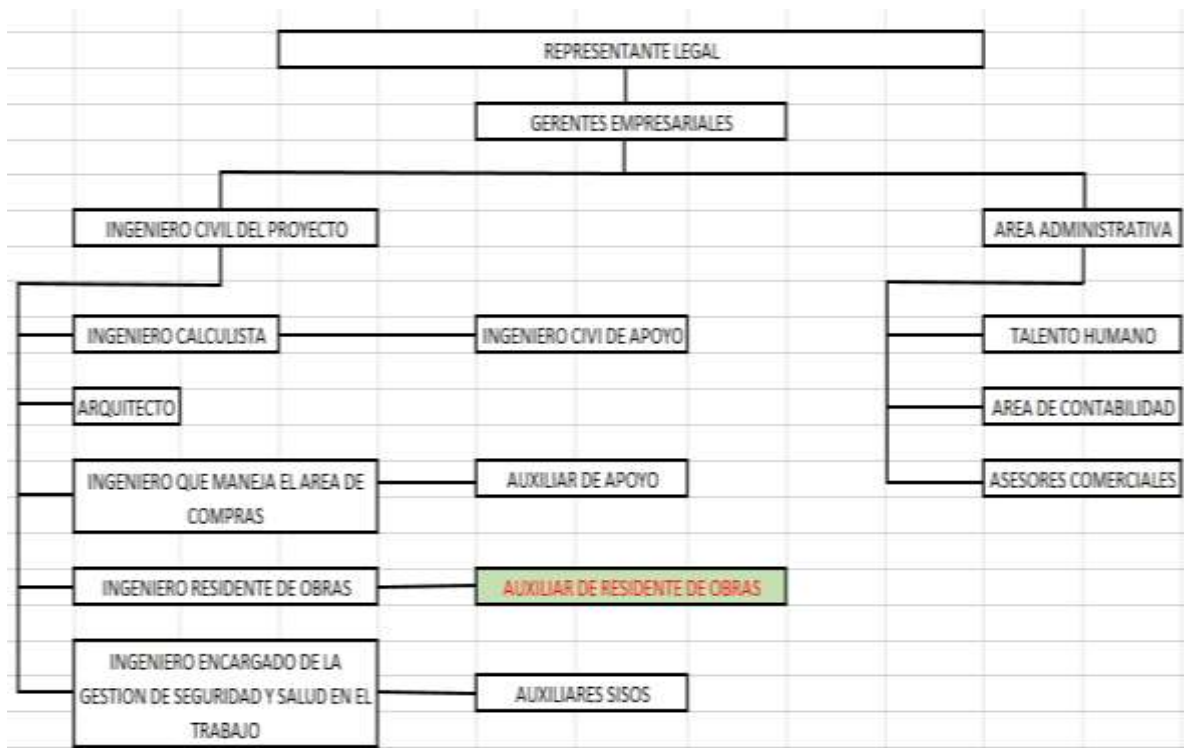 REPRESENTANTE LEGAL
GERENTES EMPRESARIALES
INGENIERO CIVIL DEL PROYECTO
AREA ADMINISTRATIVA
INGENIERO CALCULISTA
INGENIERO CIVI DE APOYO
TALENTO HUMANO
ARQUITECTO
AREA DE CONTABILIDAD
INGENIERO QUE MANEJA EL AREA DE
COMPRAS
AUXILIAR DE APOYO
ASESORES COMERCIALES
INGENIERO RESIDENTE DE OBRAS
AUXILIAR DE RESIDENTE DE OBRAS
INGENIERO ENCARGADO DE LA
GESTION DE SEGURIDAD Y SALUD EN EL
TRABAJO
AUXILIARES SISOS